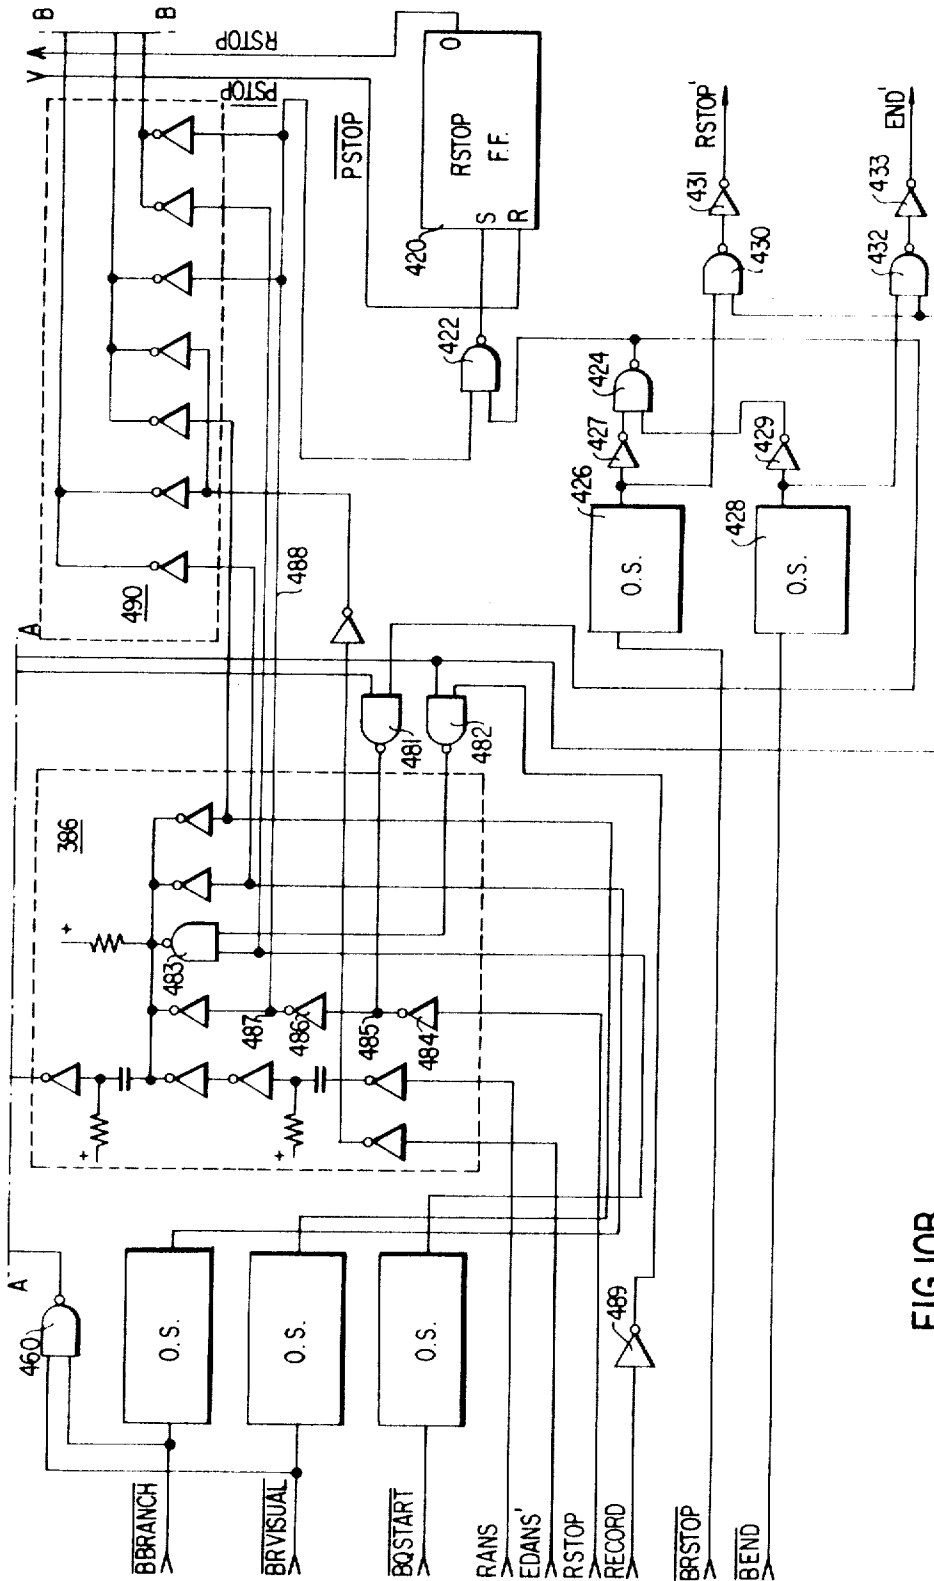 A
B
B
V
RSTOP
PSTOP
PSTOP
490
A
488
O
RSTOP
F.F.
S
R
420
422
424
427
426
O.S.
429
428
O.S.
431
430
RSTOP'
433
432
END'
386
+
483
487
486
485
484
+
+
481
482
460
A
O.S.
O.S.
O.S.
489
BBRANCH
BRVISUAL
BQSTART
RANS
EDANS'
RSTOP
RECORD
BRSTOP
BEND
FIG. 10B